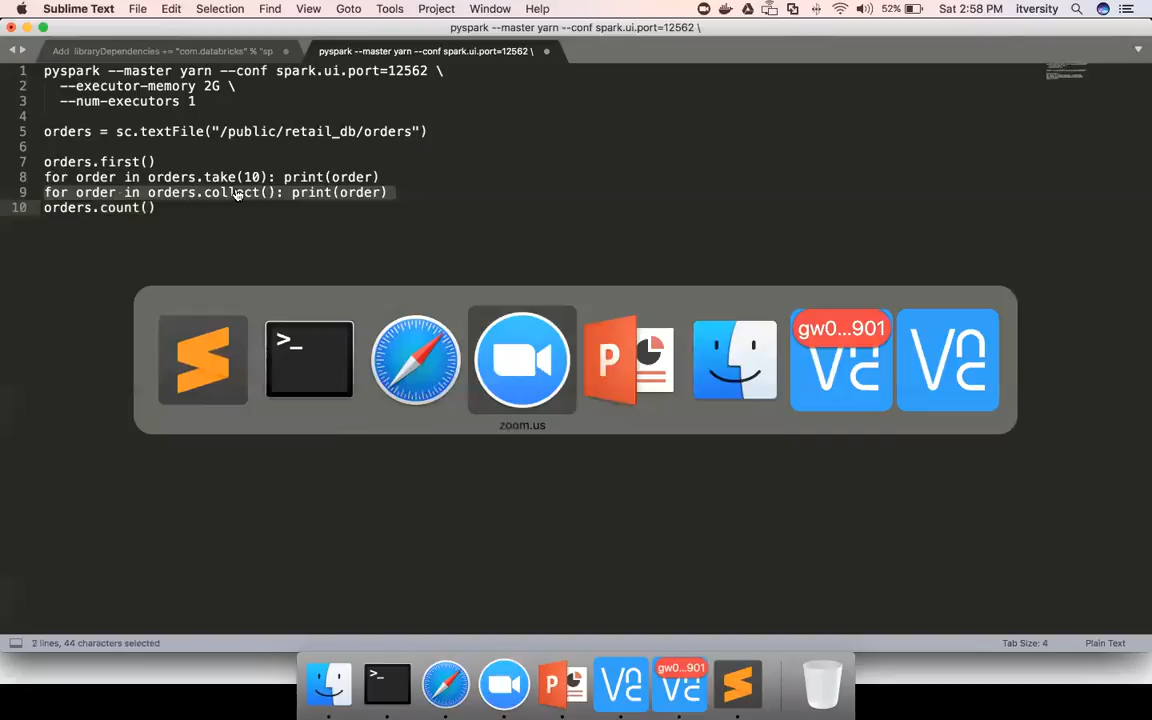 Sublime Text File Edit Selection Find View Goto Tools Project Window Help 52% Sat 2:58 PM itversity
pyspark --master yarn --conf spark.ui.port=12562 \
Add libraryDependencies += "com.databricks" % "sp
pyspark --master yarn --conf spark.ui.port=12562 \
1 pyspark --master yarn --conf spark.ui.port=12562 \
2 --executor-memory 2G \
3 --num-executors 1
4
5 orders = sc.textFile("/public/retail_db/orders")
6
7 orders.first()
8 for order in orders.take(10): print(order)
9 for order in orders.collect(): print(order)
10 orders.count()
>_
P
gw0...901
VNC
VNC
zoom.us
2 lines, 44 characters selected Tab Size: 4 Plain Text
>_
P
VNC
gw0...901
VNC